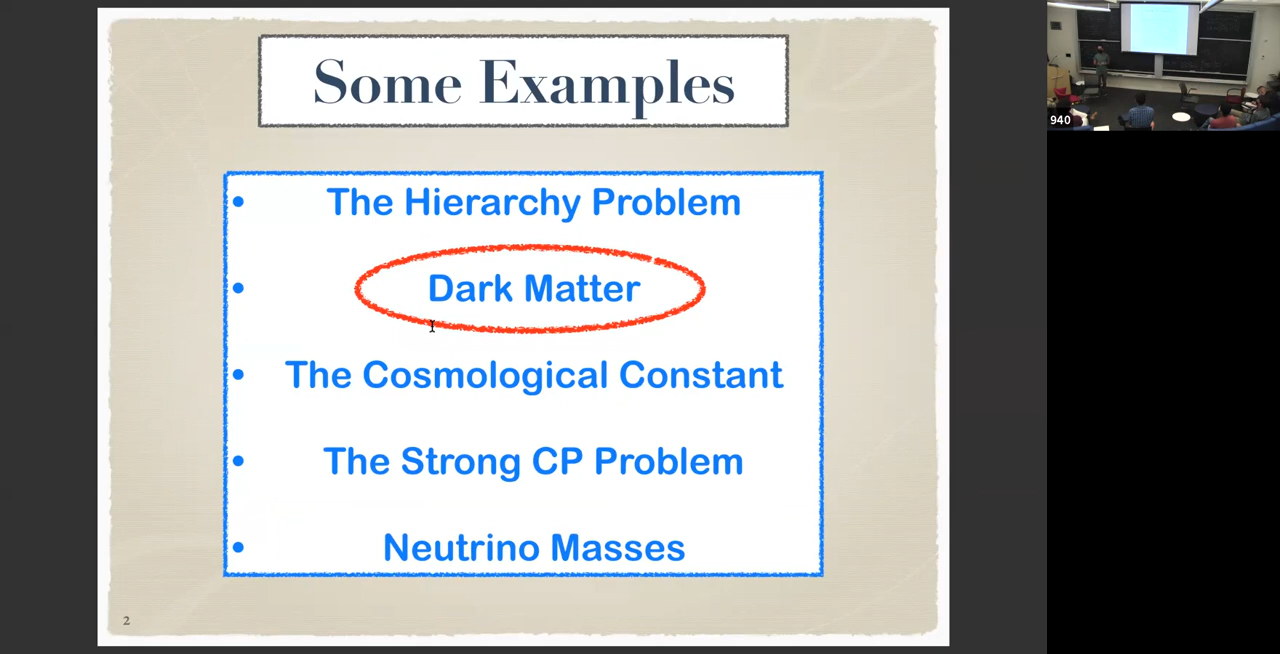 Some Examples
• The Hierarchy Problem
• Dark Matter
• The Cosmological Constant
• The Strong CP Problem
• Neutrino Masses
2
940